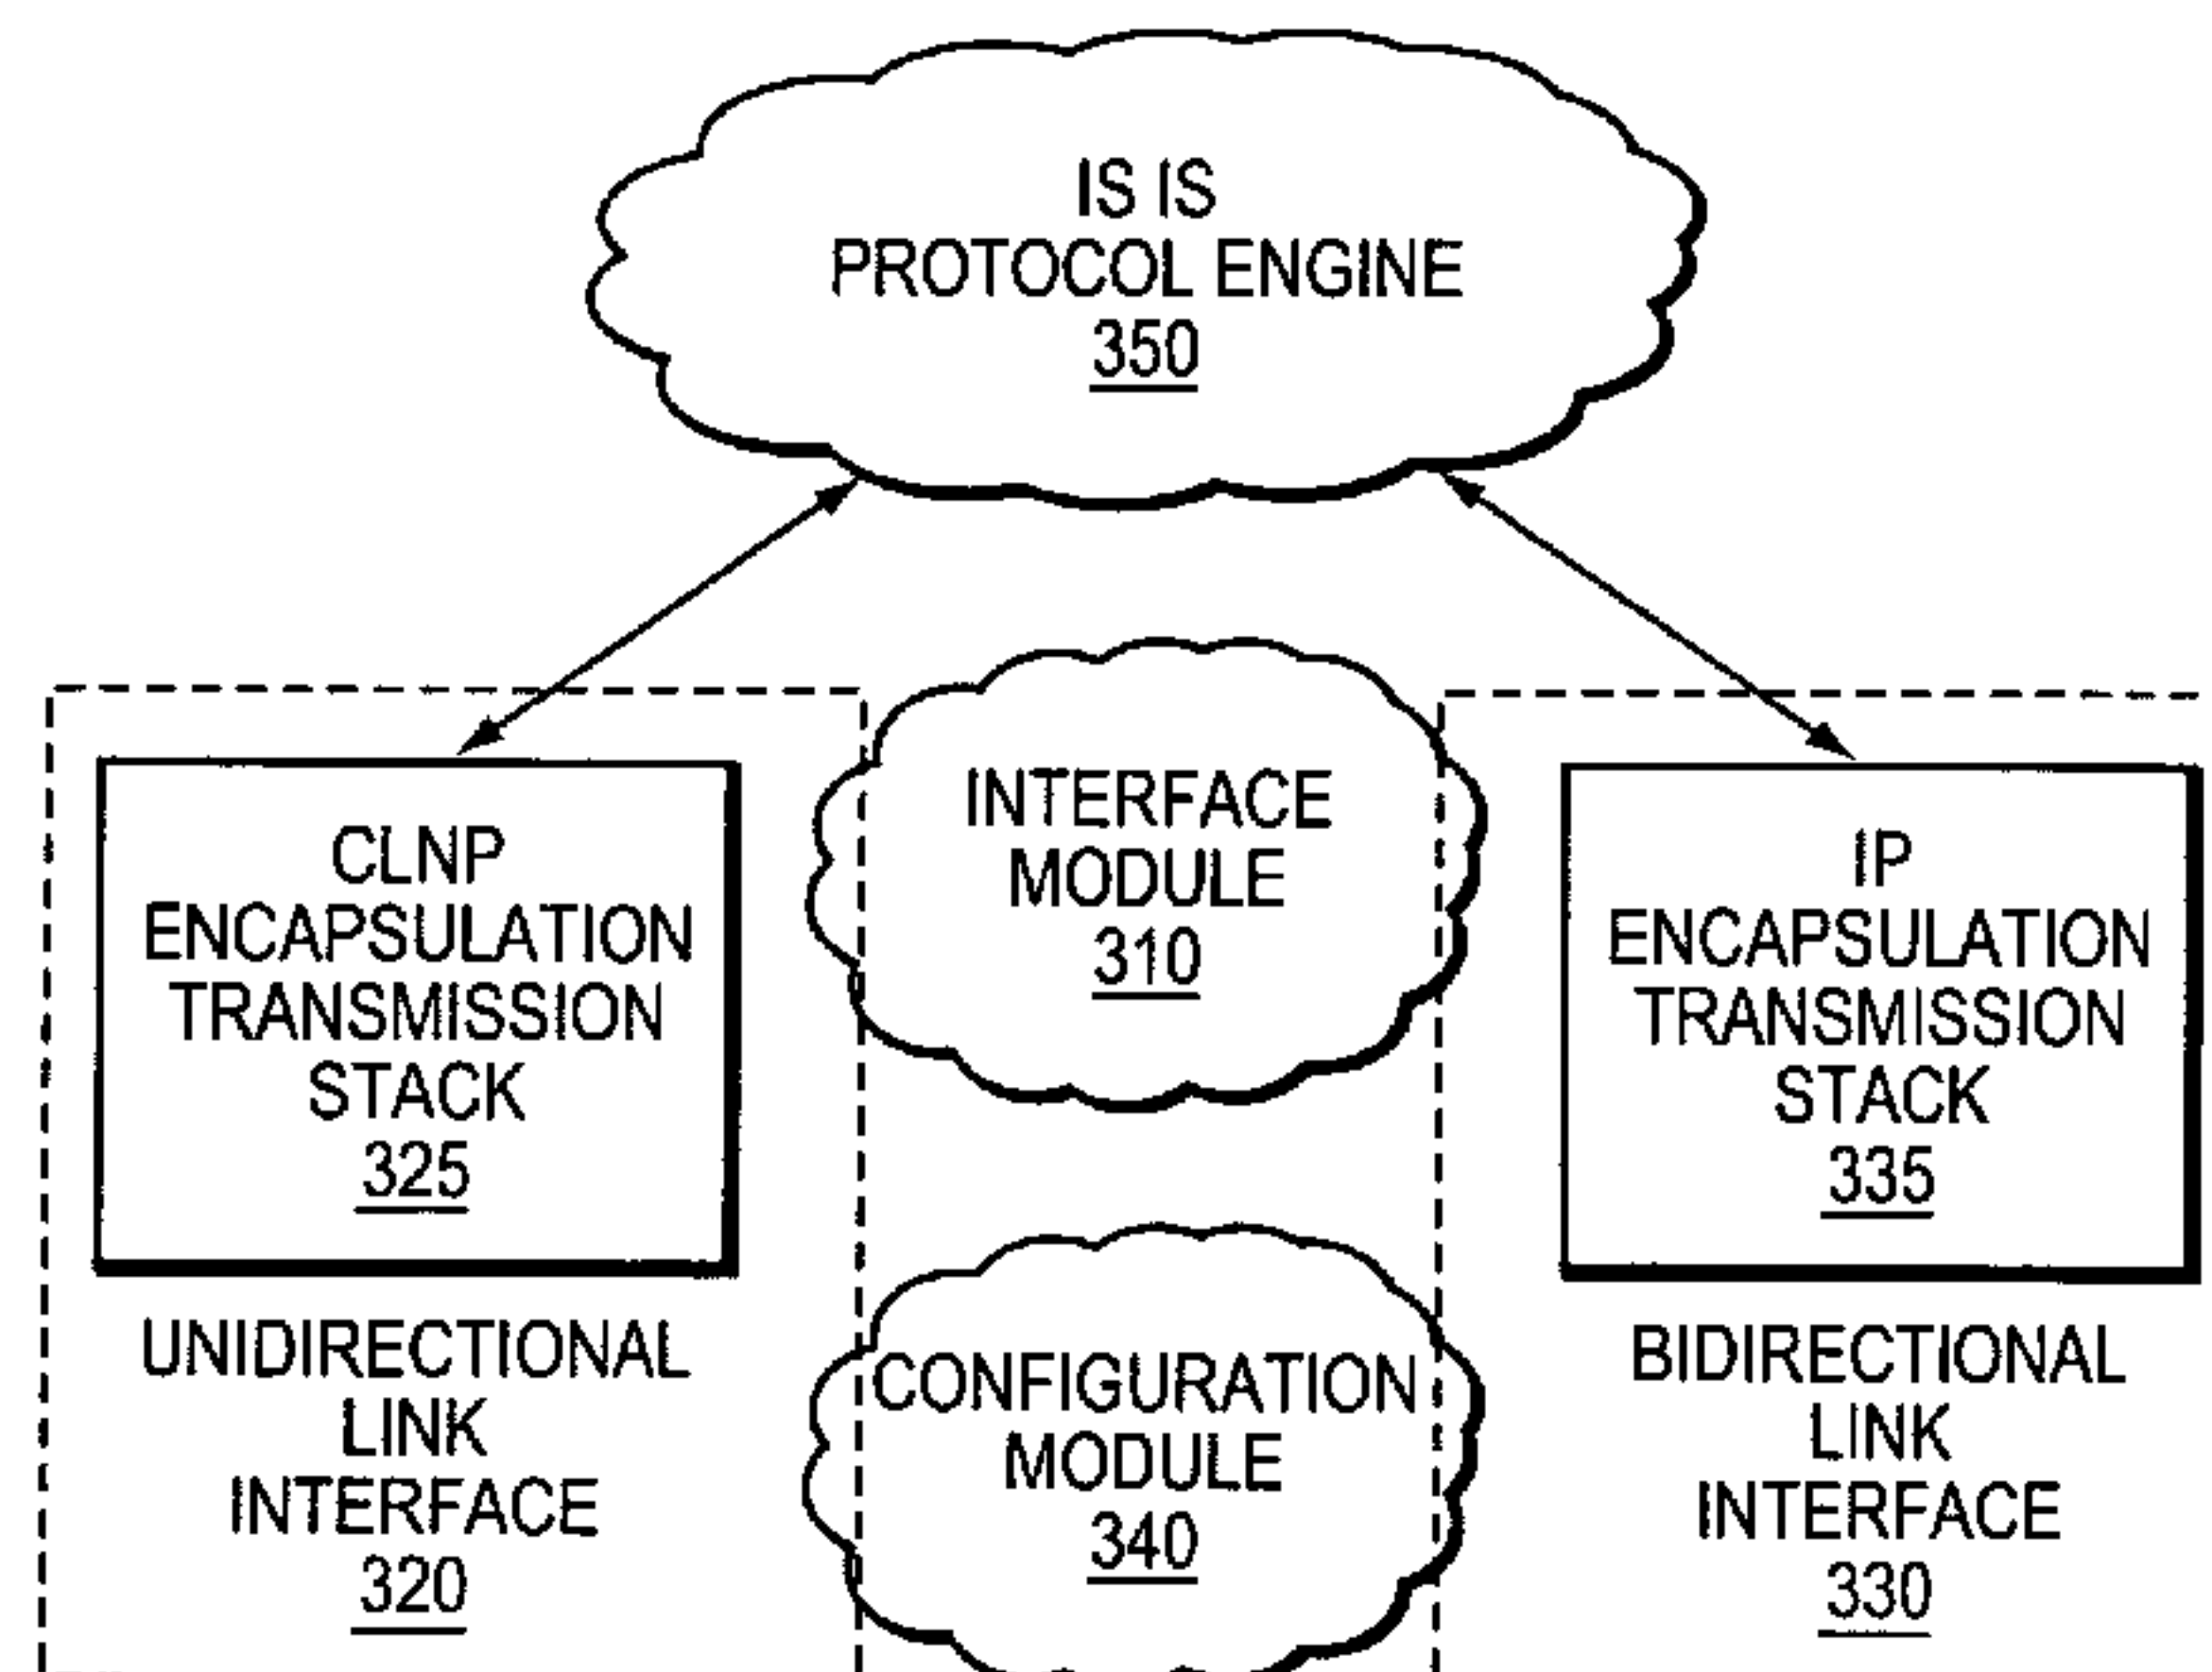 IS IS
PROTOCOL ENGINE
350
CLNP
ENCAPSULATION
TRANSMISSION
STACK
325
UNIDIRECTIONAL
LINK
INTERFACE
320
INTERFACE
MODULE
310
CONFIGURATION
MODULE
340
IP
ENCAPSULATION
TRANSMISSION
STACK
335
BIDIRECTIONAL
LINK
INTERFACE
330